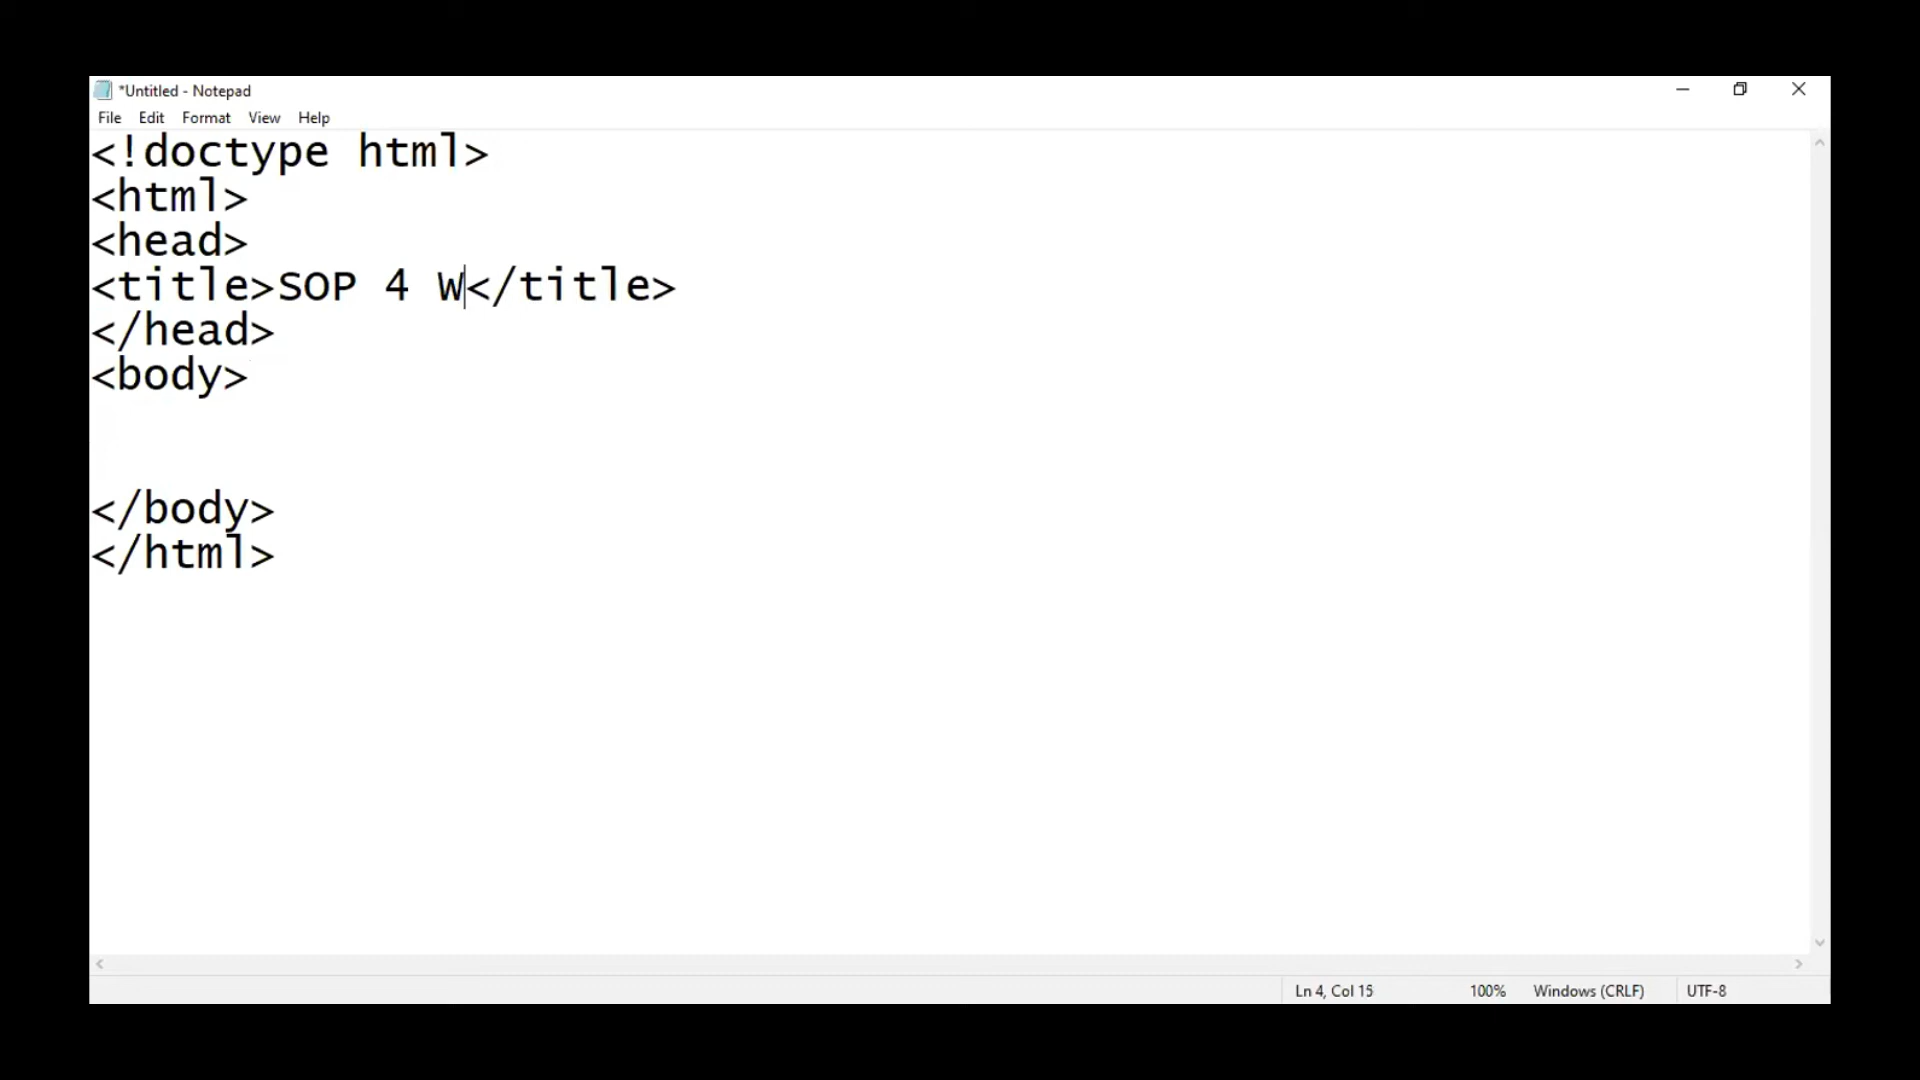 *Untitled - Notepad
File Edit Format View Help
<!doctype html>
<html>
<head>
<title>SOP 4 W</title>
</head>
<body>
</body>
</html>
Ln 4, Col 15 100% Windows (CRLF) UTF-8